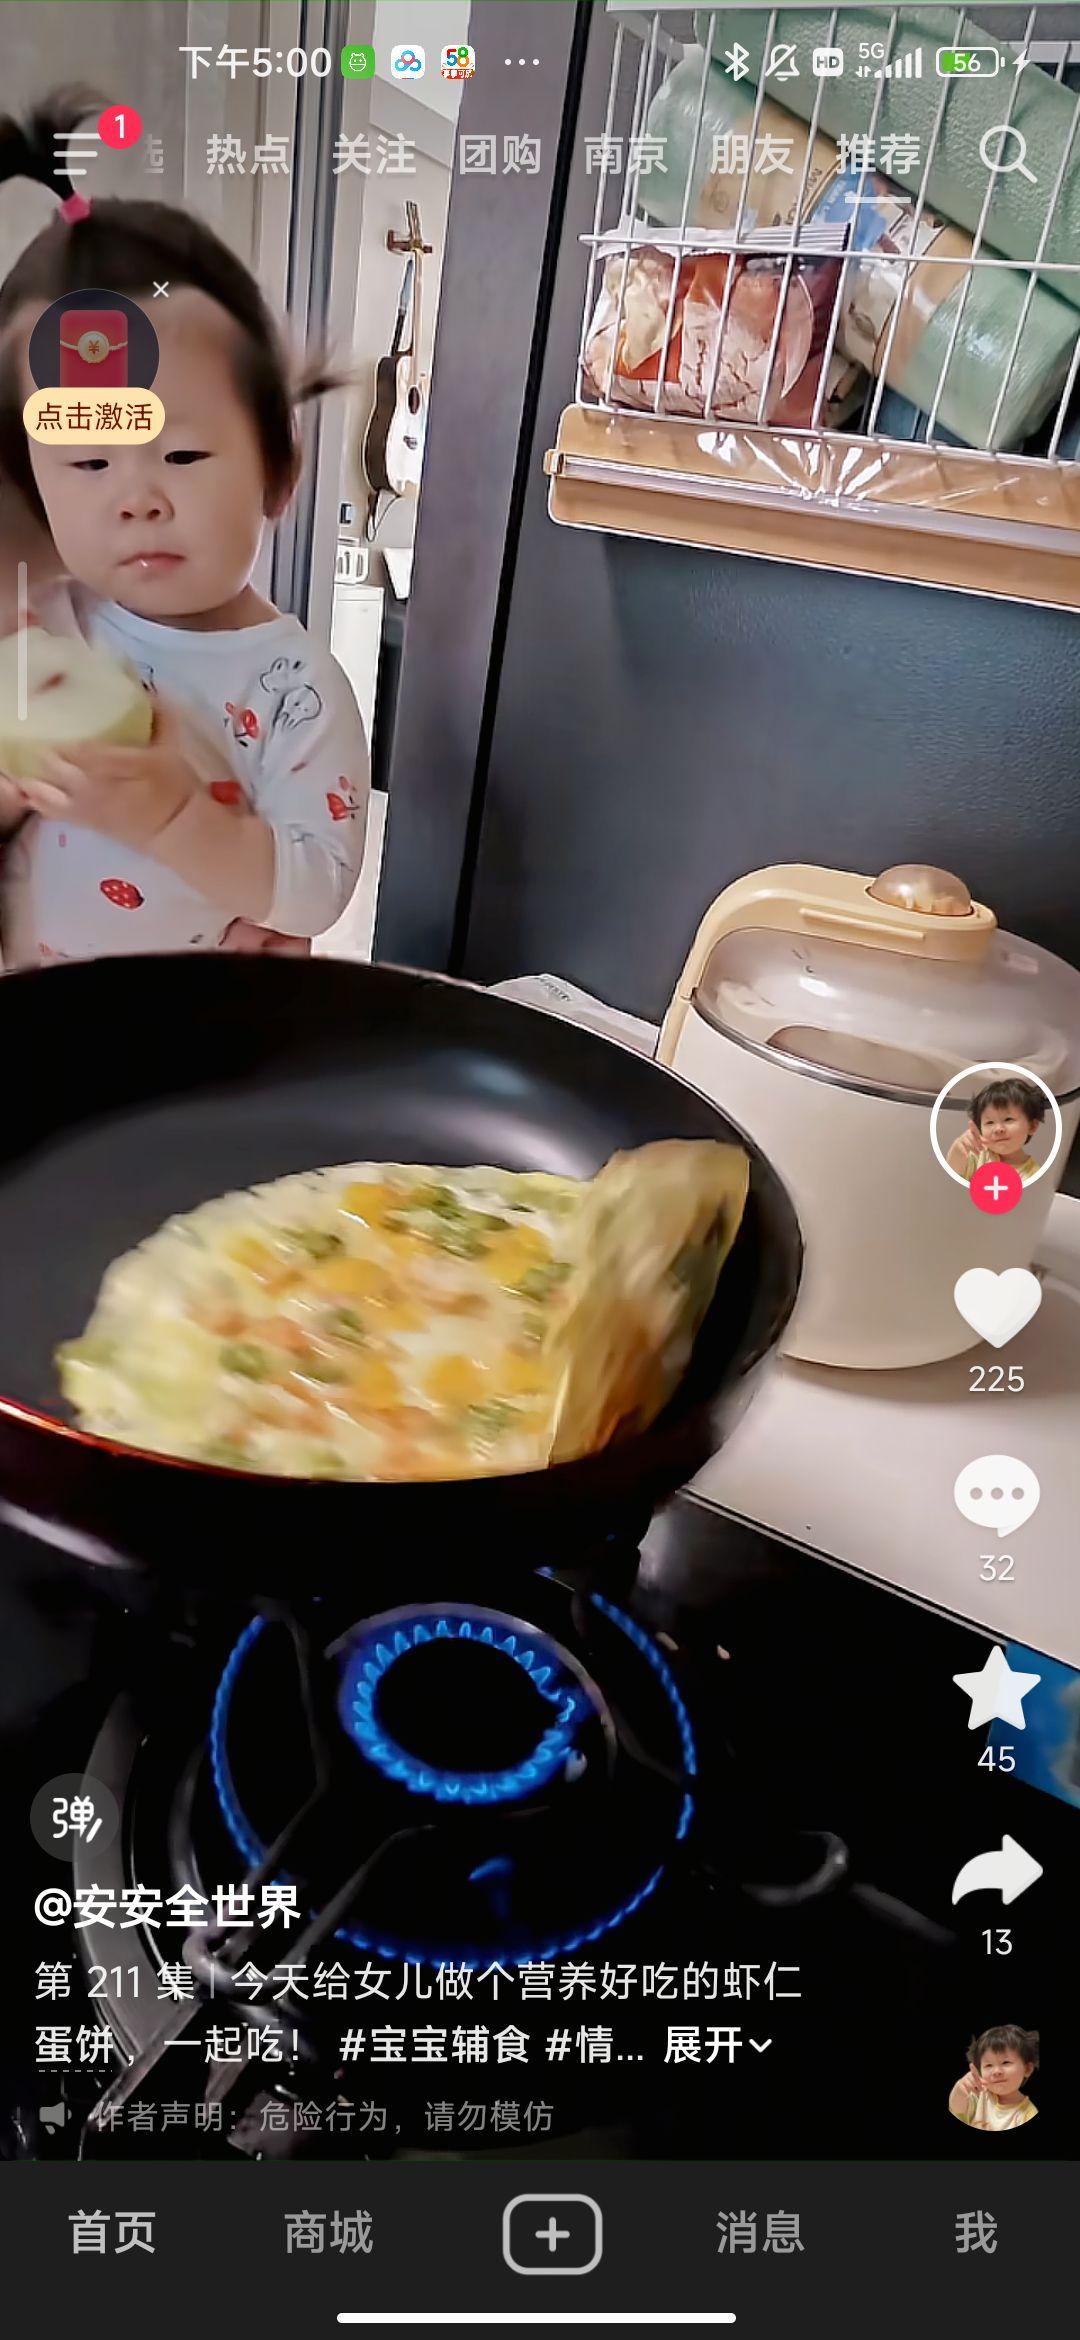 下午5:00
58
HD
5G
56
1
热点 关注 团购 南京 朋友 推荐
点击激活
225
32
45
13
弹
@安安全世界
第 211 集 | 今天给女儿做个营养好吃的虾仁
蛋饼，一起吃！ #宝宝辅食 #情... 展开
作者声明：危险行为，请勿模仿
首页 商城 消息 我